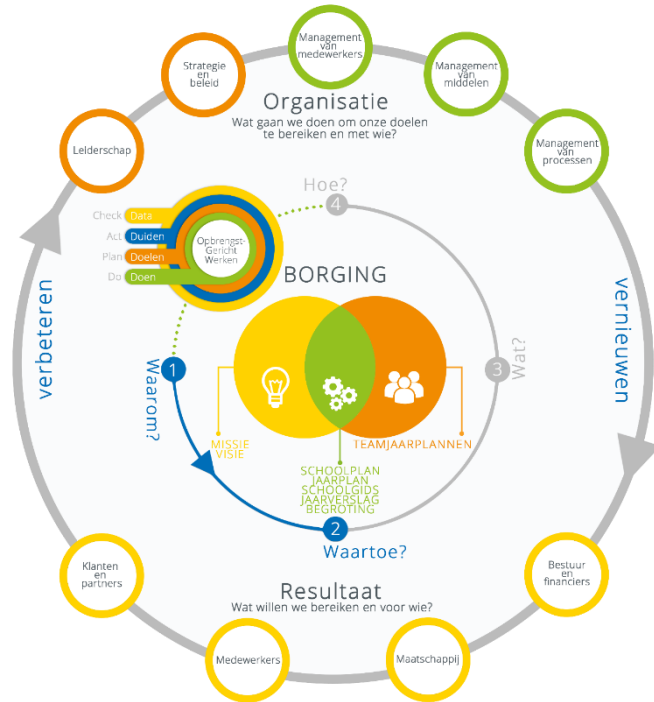 Management
van
medewerkers
Strategie
en
beleid
Management
van
middelen
Organisatie
Wat gaan we doen om onze doelen
te bereiken en met wie?
Leiderschap
Management
van
processen
Hoe?
4
Check Data
Act Duiden
Plan Doelen
Do Doen
Opbrengst-
Gericht
Werken
BORGING
verbeteren
vernieuwen
1
Waarom?
3
Wat?
MISSIE
VISIE
TEAMJAARPLANNEN
SCHOOLPLAN
JAARPLAN
SCHOOLGIDS
JAARVERSLAG
BEGROTING
2
Waartoe?
Klanten
en
partners
Bestuur
en
financiers
Resultaat
Wat willen we bereiken en voor wie?
Medewerkers
Maatschappij